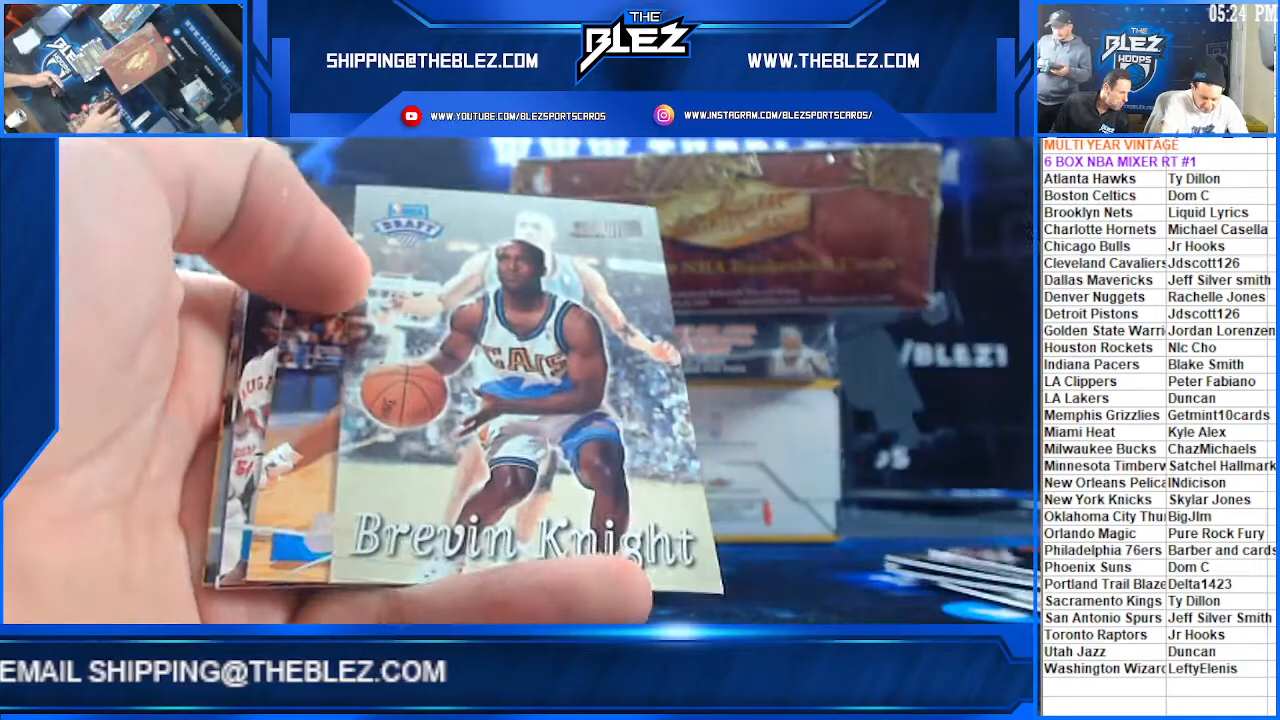 05:24 PM
THE
BLEZ
HOOPS
THE
BLEZ
SHIPPING@THEBLEZ.COM
WWW.THEBLEZ.COM
WWW.YOUTUBE.COM/BLEZSPORTSCARDS
WWW.INSTAGRAM.COM/BLEZSPORTSCARDS/
NBA
DRAFT
CAVS
Brevin Knight
NBA Basketball Cards
/BLEZ1
EMAIL SHIPPING@THEBLEZ.COM
MULTI YEAR VINTAGE
6 BOX NBA MIXER RT #1
Atlanta Hawks Ty Dillon
Boston Celtics Dom C
Brooklyn Nets Liquid Lyrics
Charlotte Hornets Michael Casella
Chicago Bulls Jr Hooks
Cleveland Cavaliers Jdscott126
Dallas Mavericks Jeff Silver smith
Denver Nuggets Rachelle Jones
Detroit Pistons Jdscott126
Golden State Warri Jordan Lorenzen
Houston Rockets NIc Cho
Indiana Pacers Blake Smith
LA Clippers Peter Fabiano
LA Lakers Duncan
Memphis Grizzlies Getmint10cards
Miami Heat Kyle Alex
Milwaukee Bucks ChazMichaels
Minnesota Timberw Satchel Hallmark
New Orleans Pelica INdicison
New York Knicks Skylar Jones
Oklahoma City Thu BigJIm
Orlando Magic Pure Rock Fury
Philadelphia 76ers Barber and cards
Phoenix Suns Dom C
Portland Trail Blaze Delta1423
Sacramento Kings Ty Dillon
San Antonio Spurs Jeff Silver Smith
Toronto Raptors Jr Hooks
Utah Jazz Duncan
Washington Wizard LeftyElenis